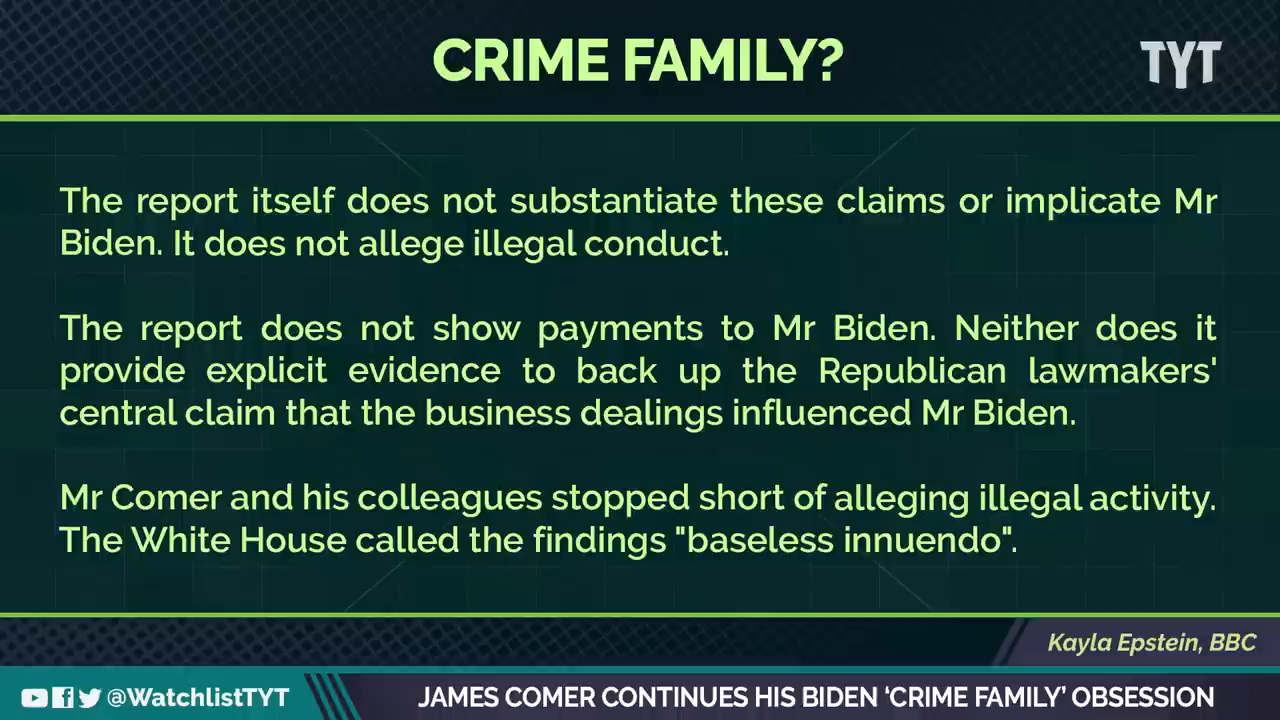 CRIME FAMILY?
TYT
The report itself does not substantiate these claims or implicate Mr
Biden. It does not allege illegal conduct.
The report does not show payments to Mr Biden. Neither does it
provide explicit evidence to back up the Republican lawmakers'
central claim that the business dealings influenced Mr Biden.
Mr Comer and his colleagues stopped short of alleging illegal activity.
The White House called the findings "baseless innuendo".
Kayla Epstein, BBC
@WatchlistTYT
JAMES COMER CONTINUES HIS BIDEN ‘CRIME FAMILY’ OBSESSION